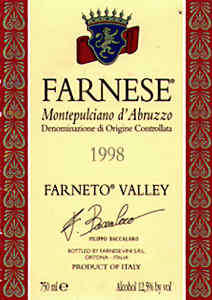 FARNESE®
Montepulciano d'Abruzzo
Denominazione di Origine Controllata
1998
FARNETO® VALLEY
F. Baccalaro
FILIPPO BACCALARO
BOTTLED BY FARNESEVINI S.R.L.
ORTONA - ITALIA
PRODUCT OF ITALY
750 ml e Alcohol 12,5% by vol